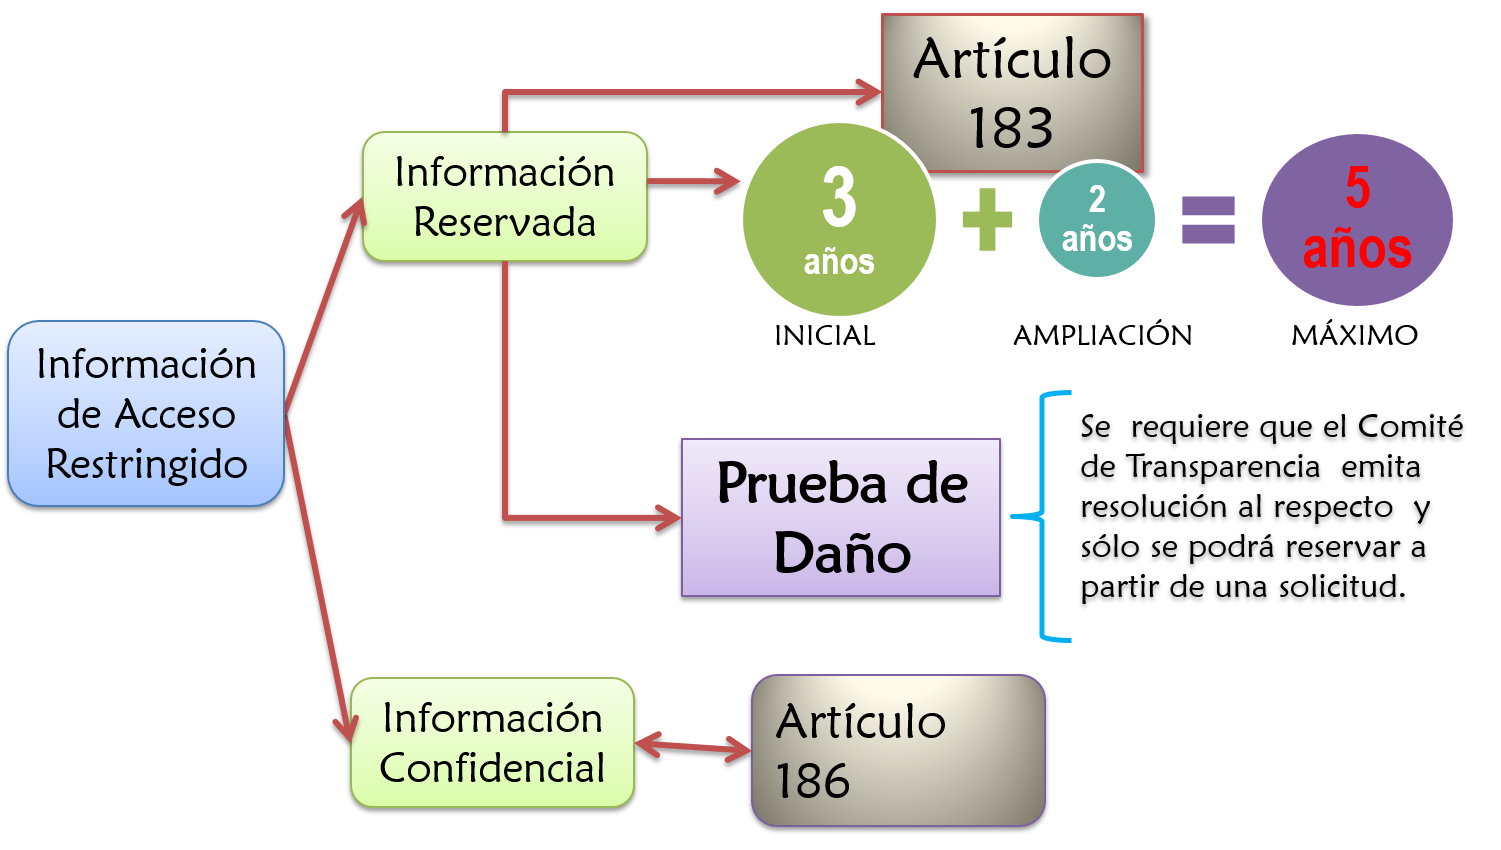 Información
de Acceso
Restringido
Información
Reservada
Artículo
183
3
años
2
años
5
años
INICIAL
AMPLIACIÓN
MÁXIMO
Prueba de
Daño
Se requiere que el Comité
de Transparencia emita
resolución al respecto y
sólo se podrá reservar a
partir de una solicitud.
Información
Confidencial
Artículo
186